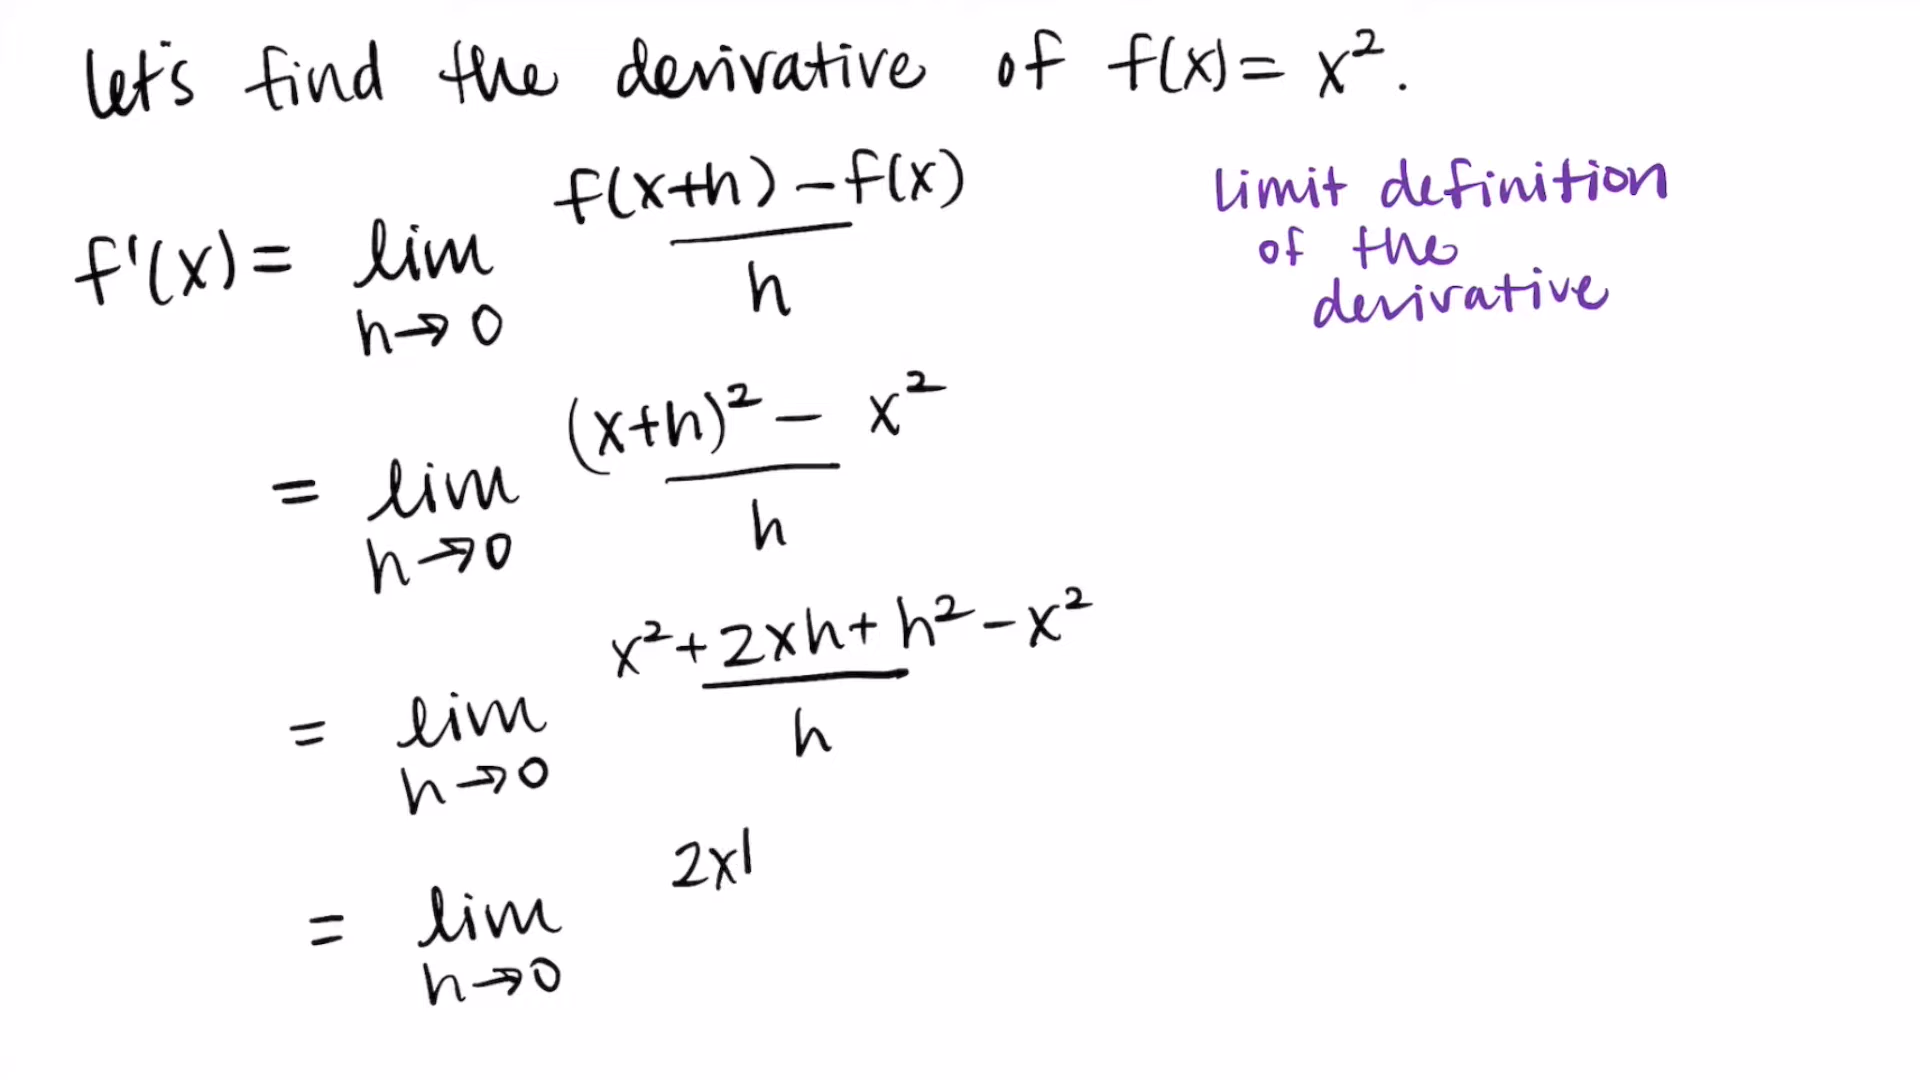 let's find the derivative of f(x) = x².
f(x+h) - f(x)
f'(x) = lim
h
h→0
limit definition
of the
derivative
(x+h)² - x²
= lim
h
h→0
x² + 2xh + h² - x²
= lim
h
h→0
2x
= lim
h→0